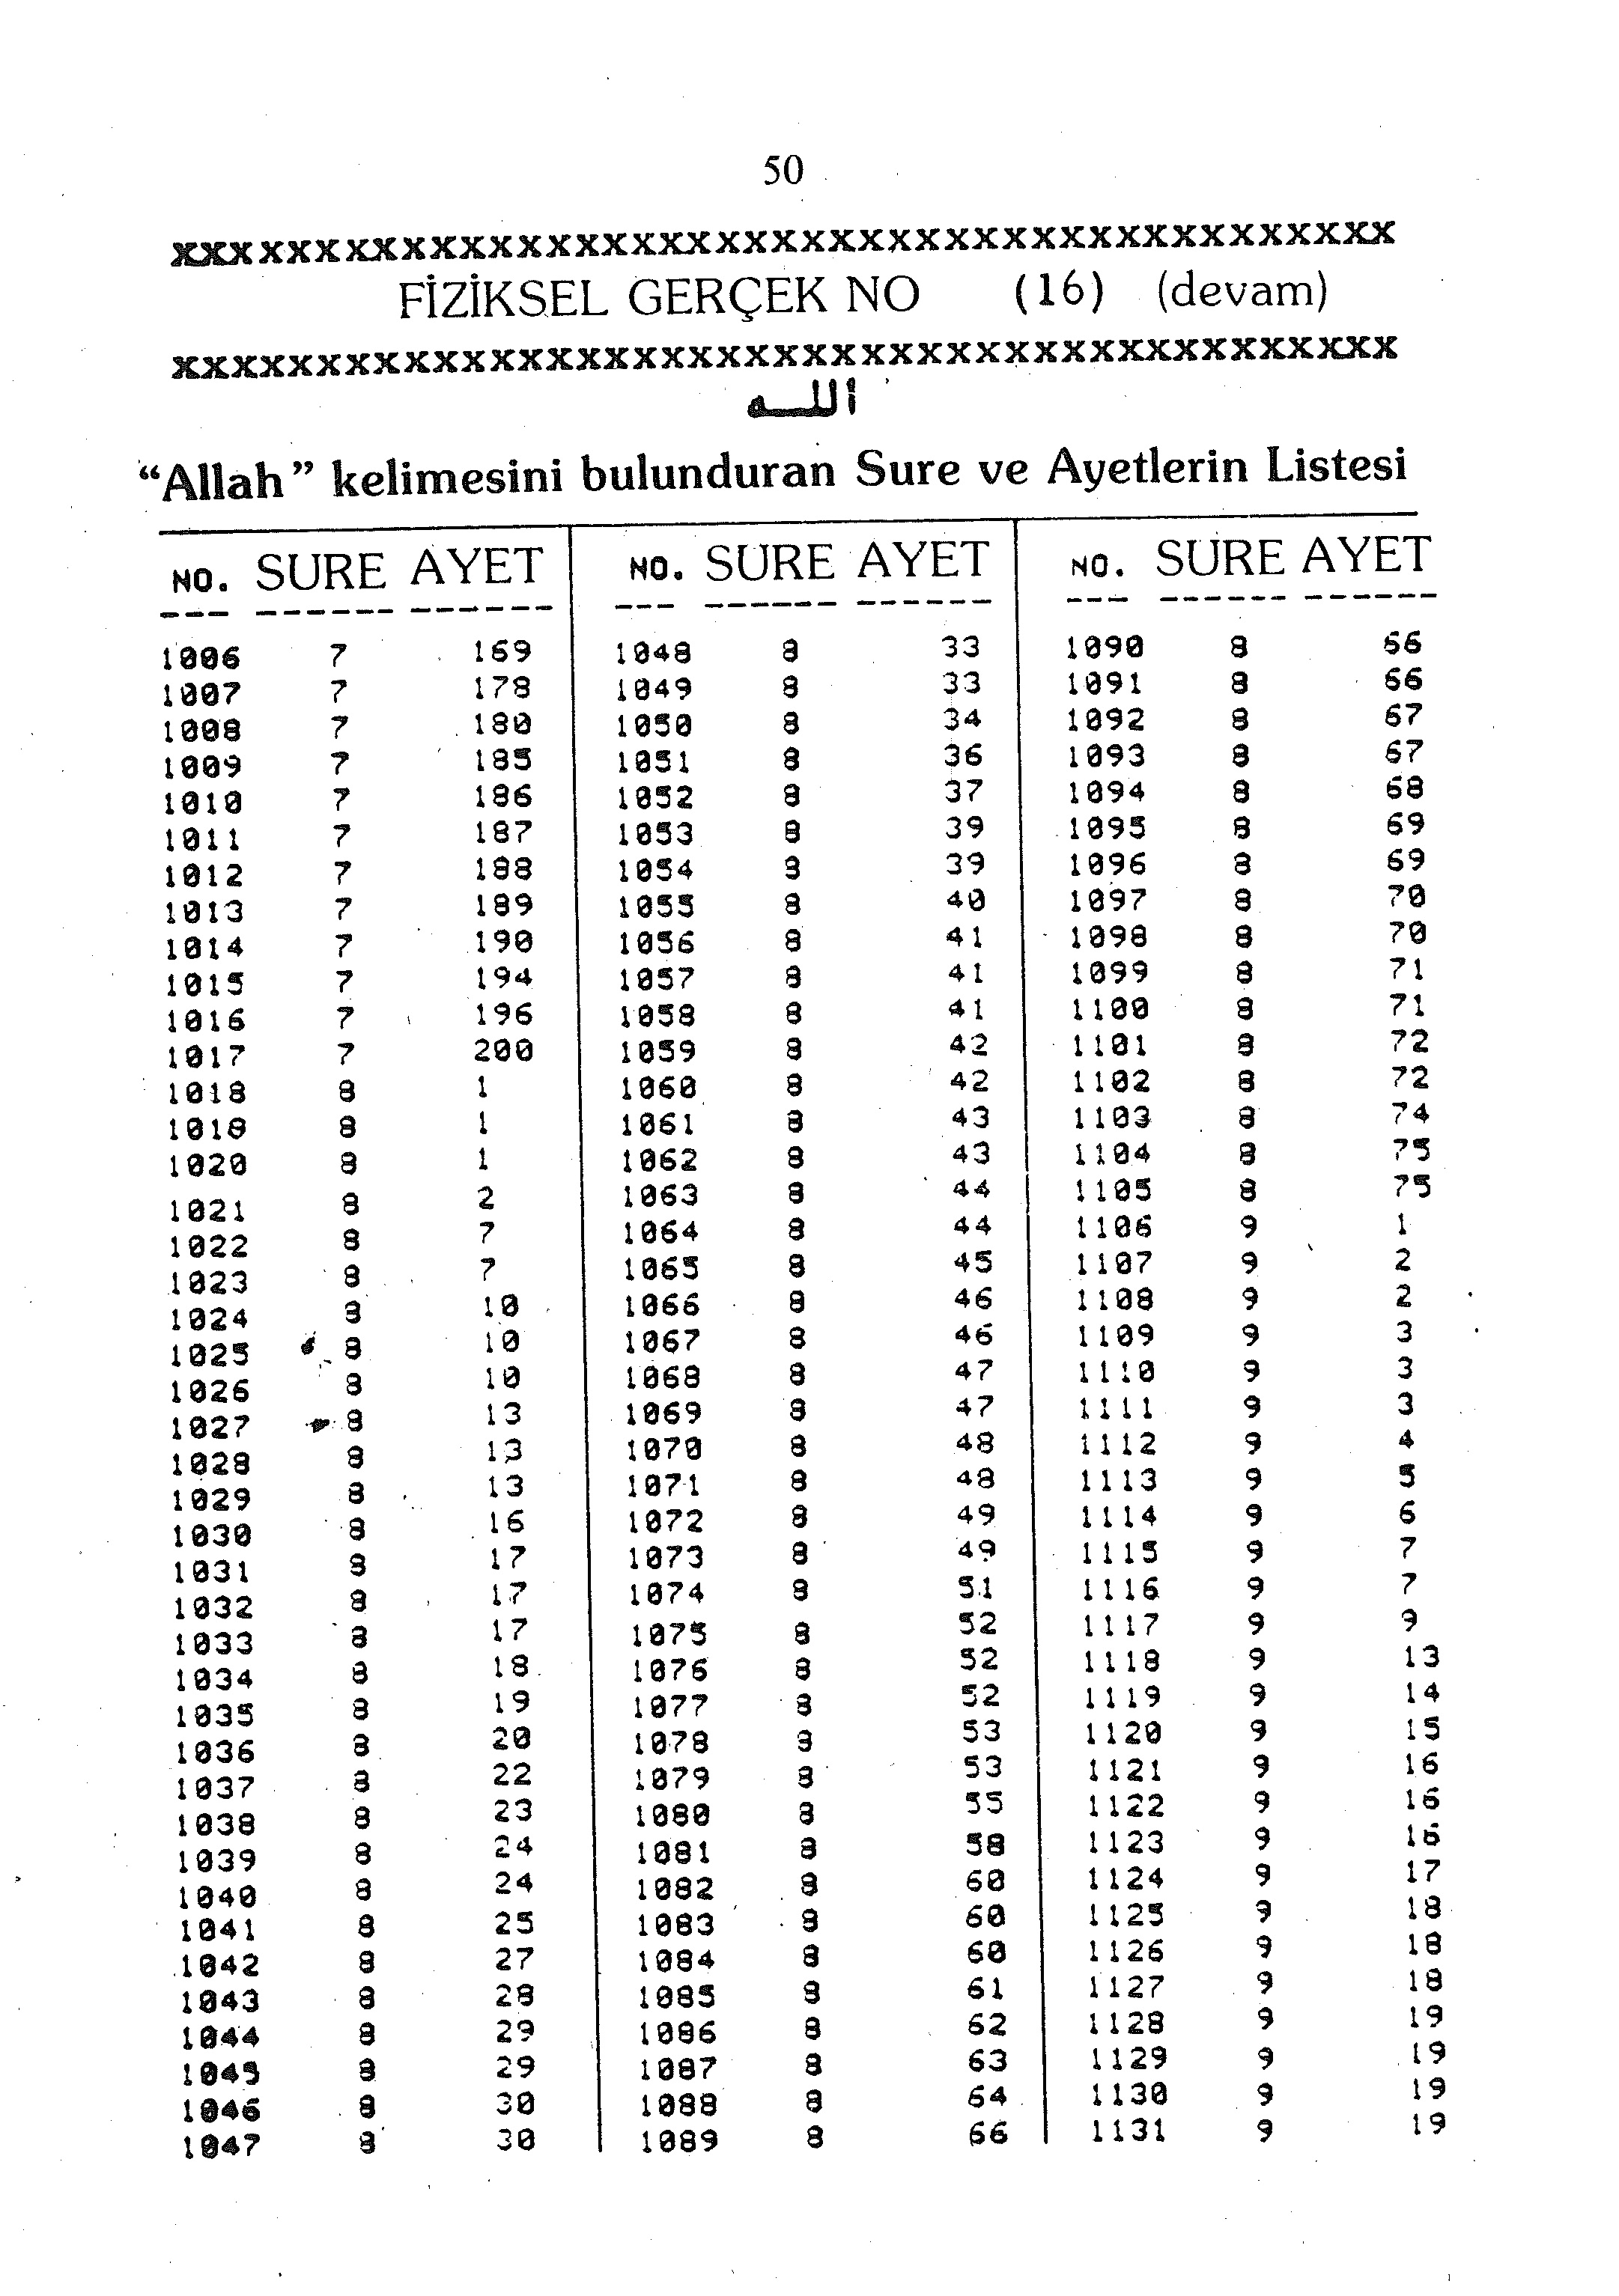 50
XXXXXXXXXXXXXXXXXXXXXXXXXXXXXXXXXXXXXXXXXXX
FİZİKSEL GERÇEK NO (16) (devam)
XXXXXXXXXXXXXXXXXXXXXXXXXXXXXXXXXXXXXXXXXXX
اللـه
“Allah” kelimesini bulunduran Sure ve Ayetlerin Listesi
NO. SURE AYET NO. SURE AYET NO. SURE AYET
--- ------ ------ --- ------ ------ --- ------ ------
1006 7 169 1048 8 33 1090 8 66
1007 7 178 1049 8 33 1091 8 66
1008 7 180 1050 8 34 1092 8 67
1009 7 185 1051 8 36 1093 8 67
1010 7 186 1052 8 37 1094 8 68
1011 7 187 1053 8 39 1095 8 69
1012 7 188 1054 8 39 1096 8 69
1013 7 189 1055 8 40 1097 8 70
1014 7 190 1056 8 41 1098 8 70
1015 7 194 1057 8 41 1099 8 71
1016 7 196 1058 8 41 1100 8 71
1017 7 200 1059 8 42 1101 8 72
1018 8 1 1060 8 42 1102 8 72
1019 8 1 1061 8 43 1103 8 74
1020 8 1 1062 8 43 1104 8 75
1021 8 2 1063 8 44 1105 8 75
1022 8 7 1064 8 44 1106 9 1
1023 8 7 1065 8 45 1107 9 2
1024 8 10 1066 8 46 1108 9 2
1025 8 10 1067 8 46 1109 9 3
1026 8 10 1068 8 47 1110 9 3
1027 8 13 1069 8 47 1111 9 3
1028 8 13 1070 8 48 1112 9 4
1029 8 13 1071 8 48 1113 9 5
1030 8 16 1072 8 49 1114 9 6
1031 8 17 1073 8 49 1115 9 7
1032 8 17 1074 8 51 1116 9 7
1033 8 17 1075 8 52 1117 9 9
1034 8 18 1076 8 52 1118 9 13
1035 8 19 1077 8 52 1119 9 14
1036 8 20 1078 8 53 1120 9 15
1037 8 22 1079 8 53 1121 9 16
1038 8 23 1080 8 55 1122 9 16
1039 8 24 1081 8 58 1123 9 16
1040 8 24 1082 8 60 1124 9 17
1041 8 25 1083 8 60 1125 9 18
1042 8 27 1084 8 60 1126 9 18
1043 8 28 1085 8 61 1127 9 18
1044 8 29 1086 8 62 1128 9 19
1045 8 29 1087 8 63 1129 9 19
1046 8 30 1088 8 64 1130 9 19
1047 8 30 1089 8 66 1131 9 19